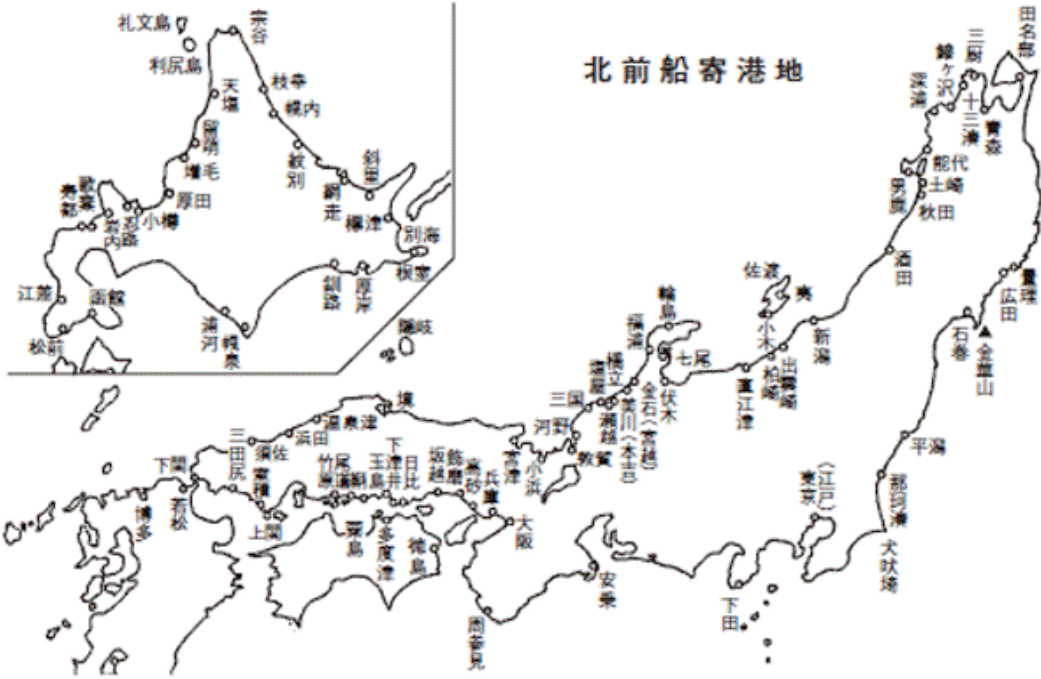 北前船寄港地
礼文島
利尻島
宗谷
枝幸
天塩
幌内
留萌
増毛
紋別
斜里
網走
標津
別海
根室
厚岸
釧路
厚田
小樽
忍路
岩内
歌棄
寿都
江差
函館
松前
浦河
幌泉
田名部
三厩
鰺ヶ沢
十三湊
深浦
青森
能代
男鹿
土崎
秋田
酒田
佐渡
夷
小木
新潟
出雲崎
柏崎
直江津
輪島
福浦
七尾
伏木
金石(宮越)
美川(本吉)
橋立
塩屋
瀬越
三国
河野
敦賀
小浜
宮津
隠岐
境
温泉津
浜田
須佐
三田尻
室積
下関
若松
博多
上関
竹原
尾道
鞆
玉島
下津井
日比
坂越
飾磨
高砂
兵庫
大阪
粟島
多度津
徳島
周参見
安乗
下田
東京
(江戸)
犬吠埼
那珂湊
平潟
石巻
金華山
広田
亘理